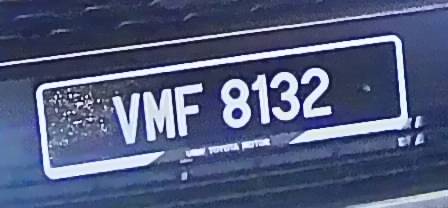 VMF 8132
UMW TOYOTA MOTOR